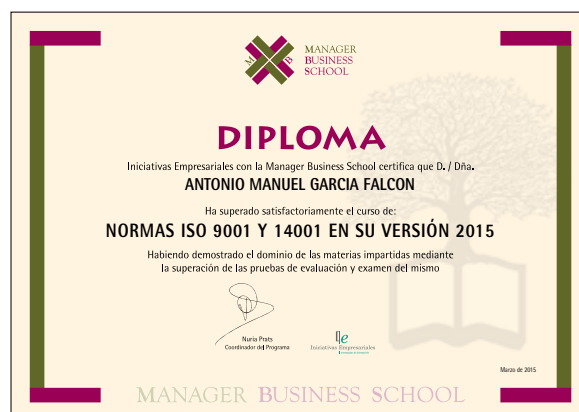 M B
MANAGER
BUSINESS
SCHOOL
DIPLOMA
Iniciativas Empresariales con la Manager Business School certifica que D. / Dña.
ANTONIO MANUEL GARCIA FALCON
Ha superado satisfactoriamente el curso de:
NORMAS ISO 9001 Y 14001 EN SU VERSIÓN 2015
Habiendo demostrado el dominio de las materias impartidas mediante
la superación de las pruebas de evaluación y examen del mismo
Nuria Prats
Coordinador del Programa
Iniciativas Empresariales
Marzo de 2015
MANAGER BUSINESS SCHOOL